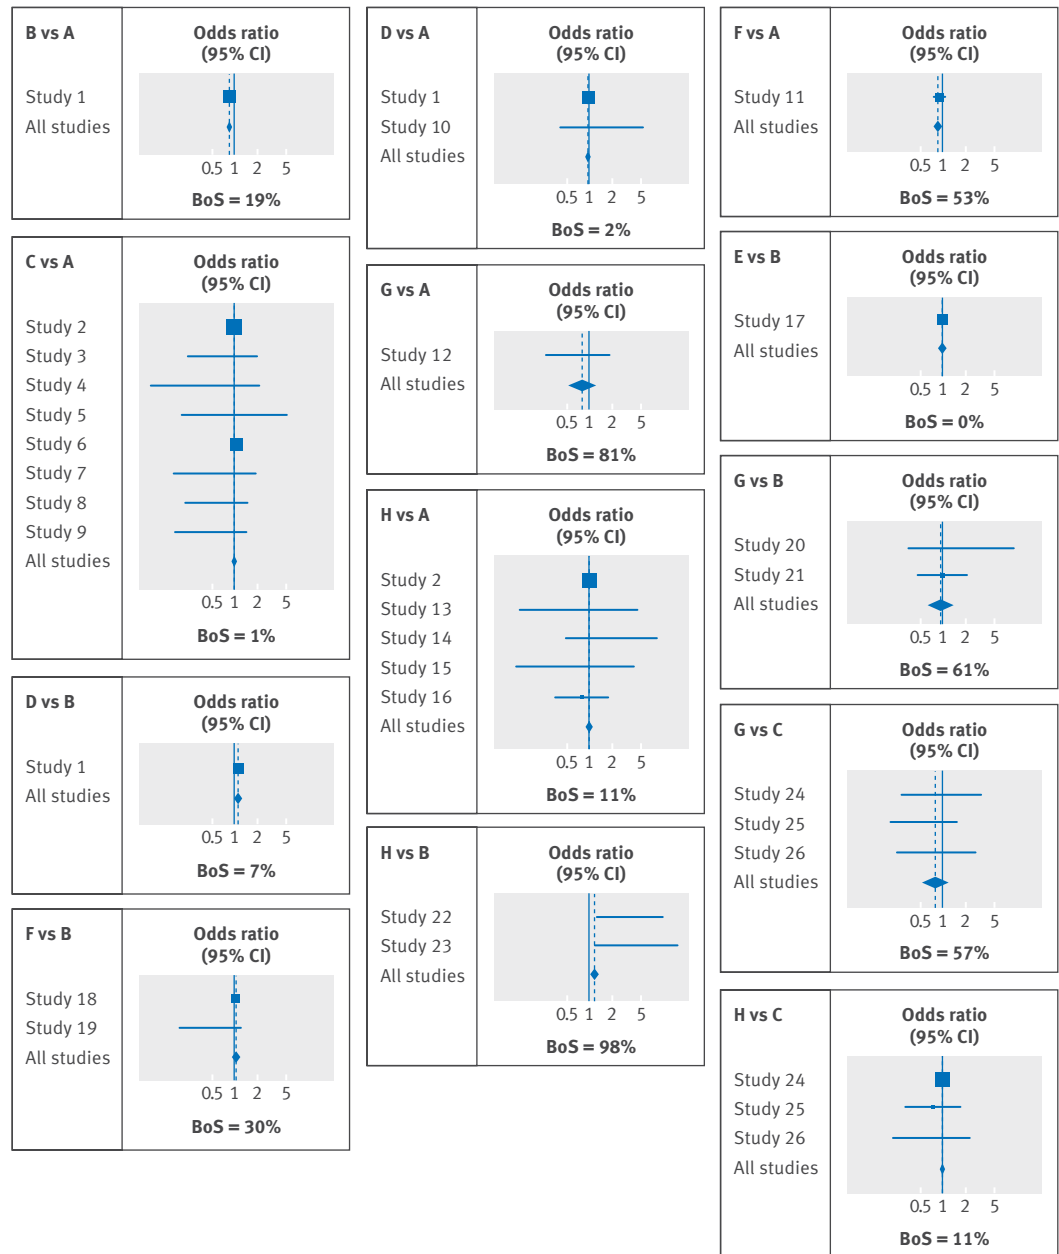 B vs A
Odds ratio
(95% CI)
Study 1
All studies
0.5 1 2 5
BoS = 19%
C vs A
Odds ratio
(95% CI)
Study 2
Study 3
Study 4
Study 5
Study 6
Study 7
Study 8
Study 9
All studies
0.5 1 2 5
BoS = 1%
D vs B
Odds ratio
(95% CI)
Study 1
All studies
0.5 1 2 5
BoS = 7%
F vs B
Odds ratio
(95% CI)
Study 18
Study 19
All studies
0.5 1 2 5
BoS = 30%
D vs A
Odds ratio
(95% CI)
Study 1
Study 10
All studies
0.5 1 2 5
BoS = 2%
G vs A
Odds ratio
(95% CI)
Study 12
All studies
0.5 1 2 5
BoS = 81%
H vs A
Odds ratio
(95% CI)
Study 2
Study 13
Study 14
Study 15
Study 16
All studies
0.5 1 2 5
BoS = 11%
H vs B
Odds ratio
(95% CI)
Study 22
Study 23
All studies
0.5 1 2 5
BoS = 98%
F vs A
Odds ratio
(95% CI)
Study 11
All studies
0.5 1 2 5
BoS = 53%
E vs B
Odds ratio
(95% CI)
Study 17
All studies
0.5 1 2 5
BoS = 0%
G vs B
Odds ratio
(95% CI)
Study 20
Study 21
All studies
0.5 1 2 5
BoS = 61%
G vs C
Odds ratio
(95% CI)
Study 24
Study 25
Study 26
All studies
0.5 1 2 5
BoS = 57%
H vs C
Odds ratio
(95% CI)
Study 24
Study 25
Study 26
All studies
0.5 1 2 5
BoS = 11%